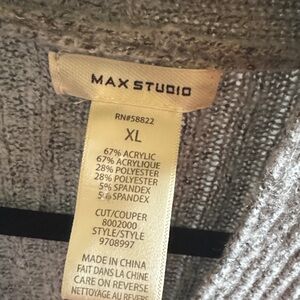 MAX STUDIO
RN#58822
XL
67% ACRYLIC
67% ACRYLIQUE
28% POLYESTER
28% POLYESTER
5% SPANDEX
5% SPANDEX
CUT/COUPER
8002000
STYLE/STYLE
9708997
MADE IN CHINA
FAIT DANS LA CHINE
CARE ON REVERSE
NETTOYAGE AU REVERS